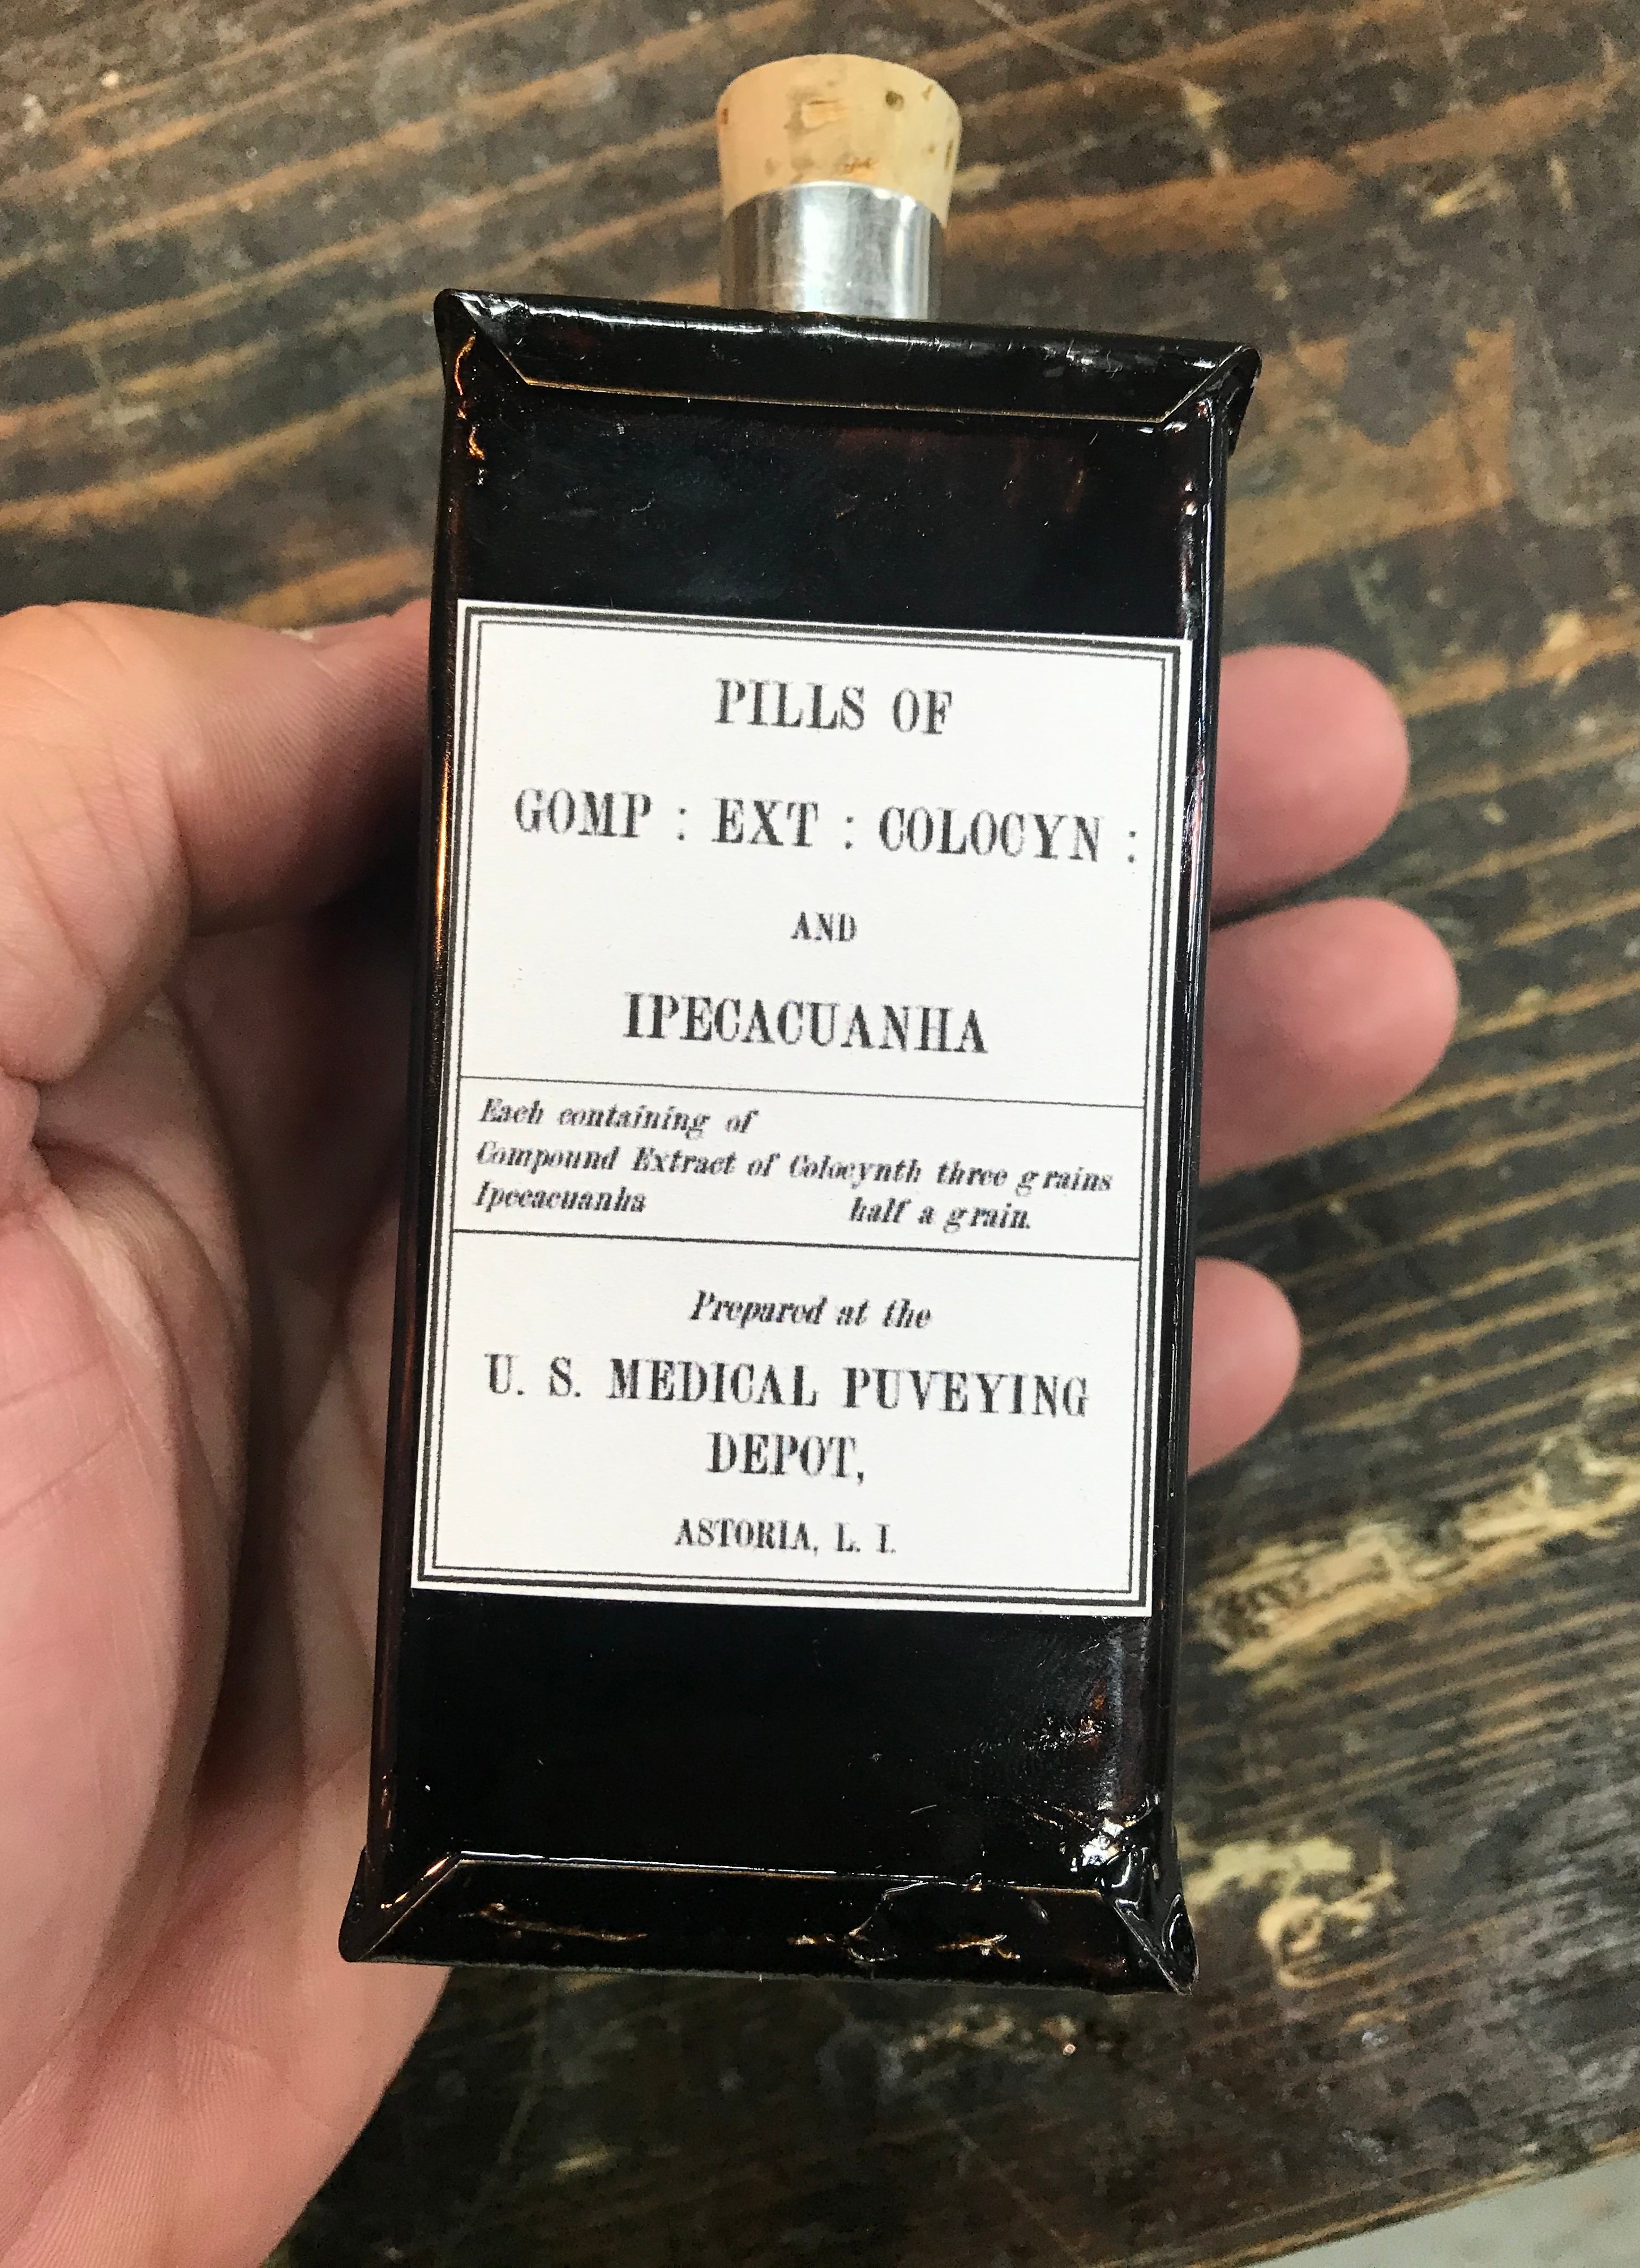 PILLS OF
GOMP : EXT : COLOCYN :
AND
IPECACUANHA
Each containing of
Compound Extract of Colocynth three grains
Ipecacuanha half a grain.
Prepared at the
U. S. MEDICAL PUVEYING
DEPOT,
ASTORIA, L. I.